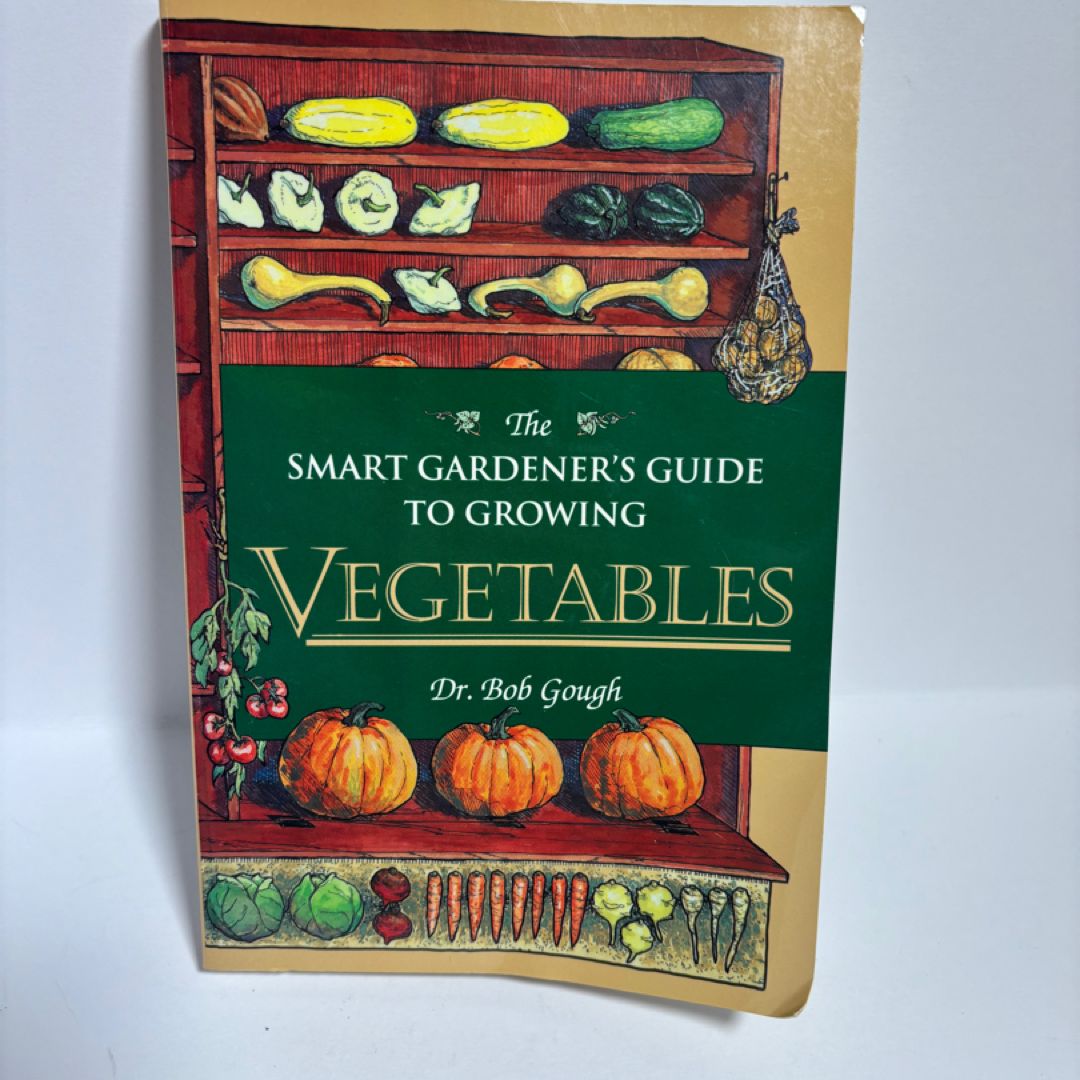 The
SMART GARDENER'S GUIDE
TO GROWING
VEGETABLES
Dr. Bob Gough